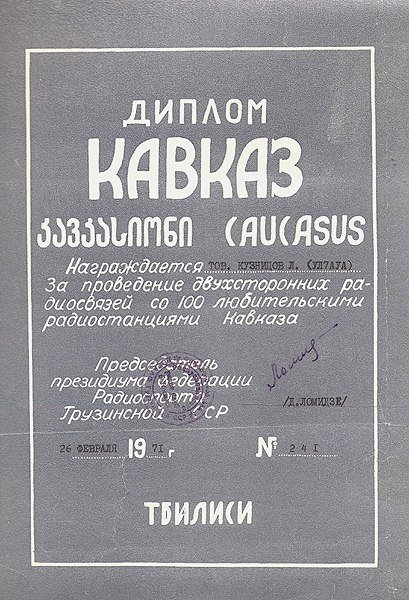 ДИПЛОМ
КАВКАЗ
ᲙᲐᲕᲙᲐᲡᲘᲝᲜᲘ CAUCASUS
Награждается ТОВ. КУЗНЕЦОВ Л.
За проведение двухсторонних ра-
диосвязей со 100 любительскими
радиостанциями Кавказа
Председатель
президиума федерации
Радиоспорта
Грузинской ССР /Д.ЛОМИДЗЕ/
26 ФЕВРАЛЯ 1971 г № 241
ТБИЛИСИ